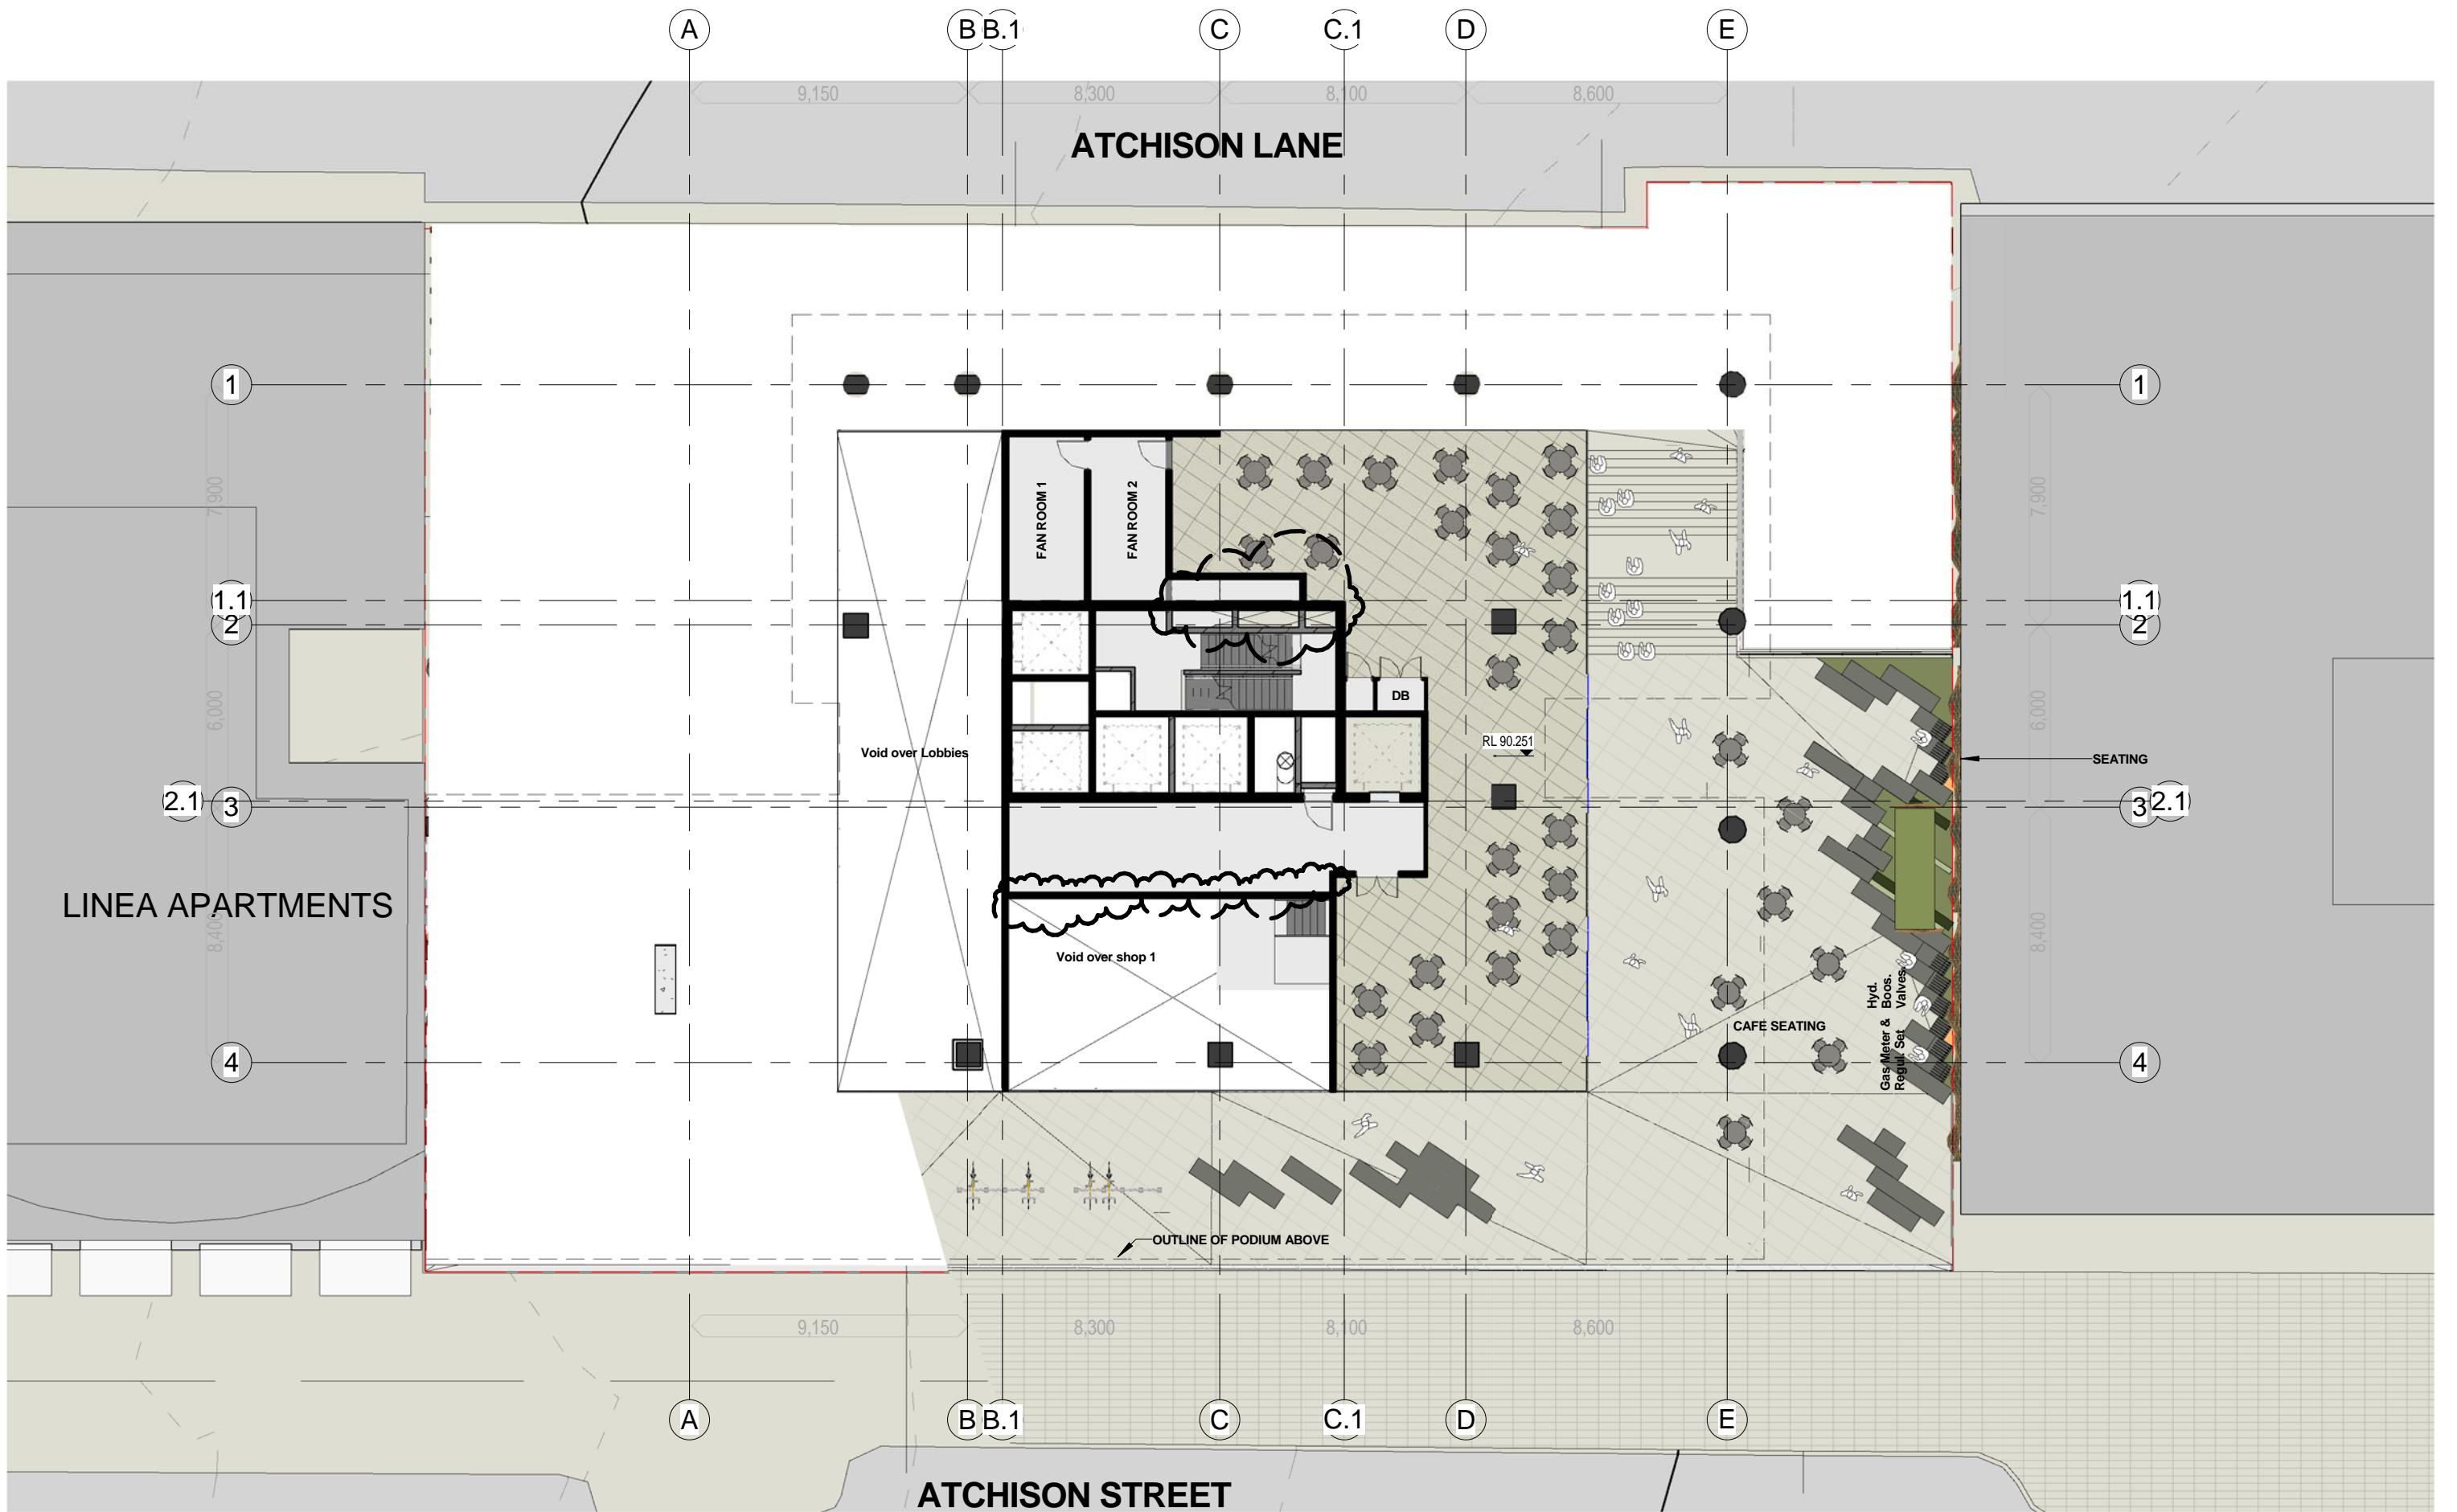 A B B.1 C C.1 D E
9,150 8,300 8,100 8,600
ATCHISON LANE
1 1
7,900 7,900
FAN ROOM 1
FAN ROOM 2
1.1 1.1
2 2
6,000 6,000
DB
RL 90.251
Void over Lobbies
SEATING
2.1 3 3 2.1
LINEA APARTMENTS
8,400 8,400
Void over shop 1
Gas Meter & Hyd.
Regul. Set Boos.
Valves
CAFE SEATING
4 4
OUTLINE OF PODIUM ABOVE
9,150 8,300 8,100 8,600
A B B.1 C C.1 D E
ATCHISON STREET